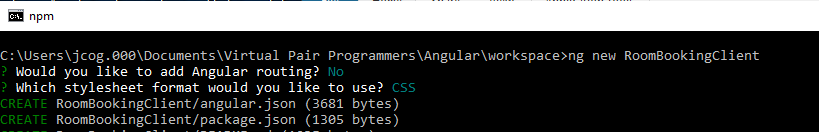 npm
C:\Users\jcog.000\Documents\Virtual Pair Programmers\Angular\workspace>ng new RoomBookingClient
? Would you like to add Angular routing? No
? Which stylesheet format would you like to use? CSS
CREATE RoomBookingClient/angular.json (3681 bytes)
CREATE RoomBookingClient/package.json (1305 bytes)